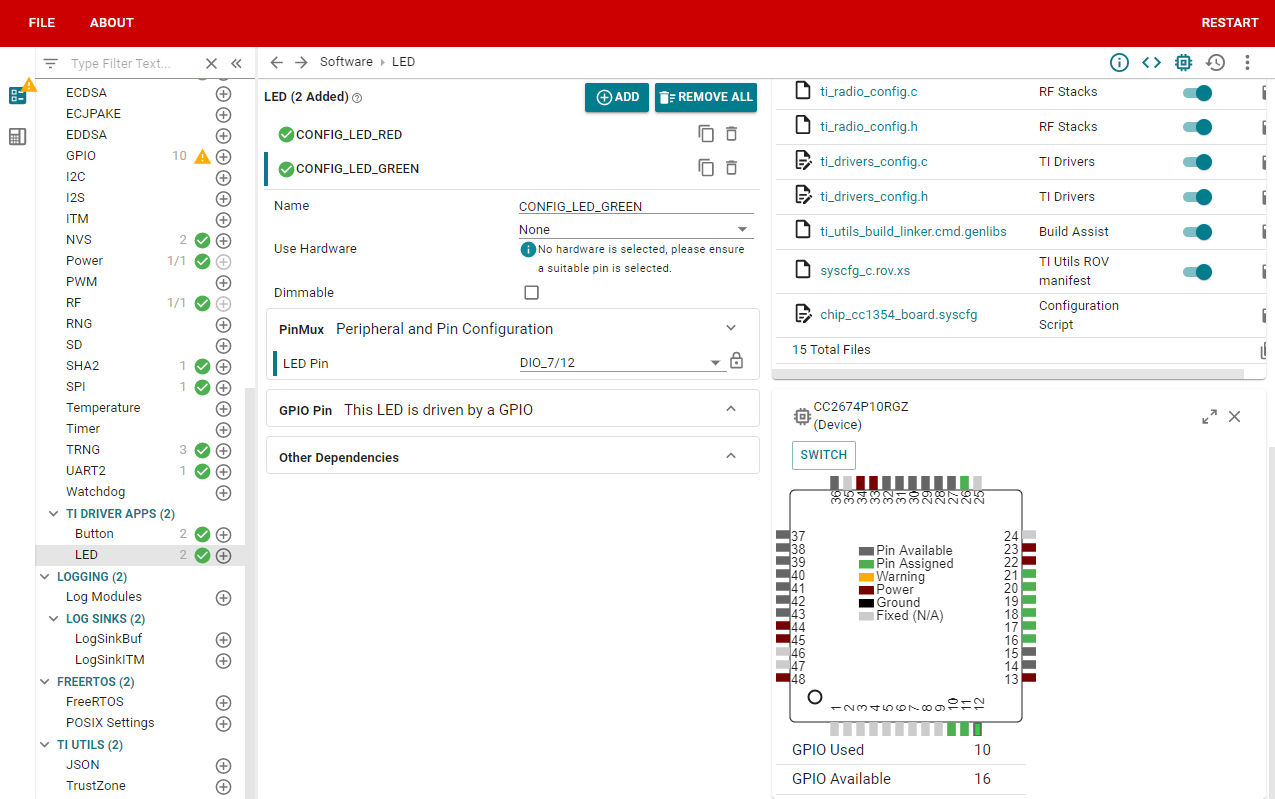 FILE
ABOUT
RESTART
Type Filter Text...
ECDSA
ECJPAKE
EDDSA
GPIO 10
I2C
I2S
ITM
NVS 2
Power 1/1
PWM
RF 1/1
RNG
SD
SHA2 1
SPI 1
Temperature
Timer
TRNG 3
UART2 1
Watchdog
TI DRIVER APPS (2)
Button 2
LED 2
LOGGING (2)
Log Modules
LOG SINKS (2)
LogSinkBuf
LogSinkITM
FREERTOS (2)
FreeRTOS
POSIX Settings
TI UTILS (2)
JSON
TrustZone
Software LED
LED (2 Added)
ADD
REMOVE ALL
CONFIG_LED_RED
CONFIG_LED_GREEN
Name CONFIG_LED_GREEN
Use Hardware None
No hardware is selected, please ensure
a suitable pin is selected.
Dimmable
PinMux Peripheral and Pin Configuration
LED Pin DIO_7/12
GPIO Pin This LED is driven by a GPIO
Other Dependencies
ti_radio_config.c RF Stacks
ti_radio_config.h RF Stacks
ti_drivers_config.c TI Drivers
ti_drivers_config.h TI Drivers
ti_utils_build_linker.cmd.genlibs Build Assist
syscfg_c.rov.xs TI Utils ROV
manifest
chip_cc1354_board.syscfg Configuration
Script
15 Total Files
CC2674P10RGZ
(Device)
SWITCH
36 35 34 33 32 31 30 29 28 27 26 25
37 24
38 23
39 22
40 21
41 20
42 19
43 18
44 17
45 16
46 15
47 14
48 13
Pin Available
Pin Assigned
Warning
Power
Ground
Fixed (N/A)
1 2 3 4 5 6 7 8 9 10 11 12
GPIO Used 10
GPIO Available 16